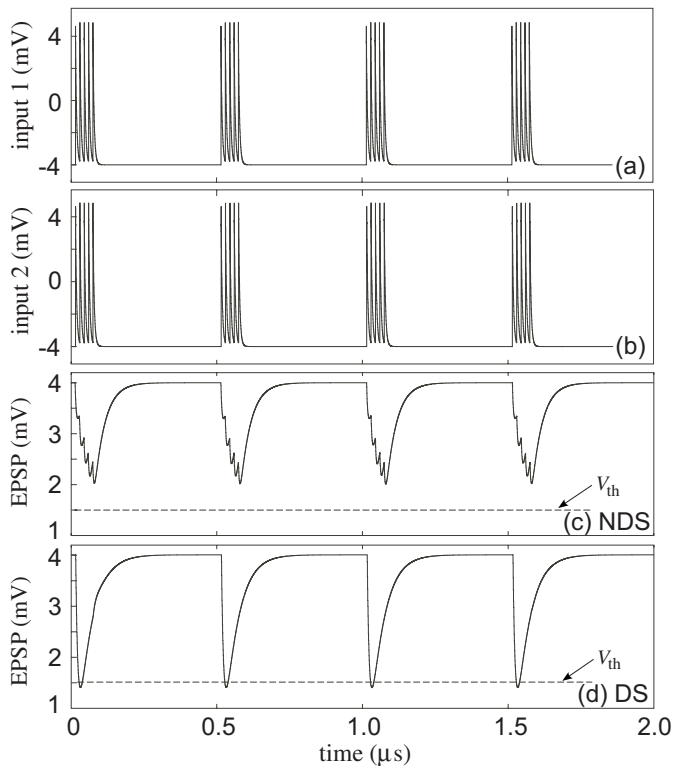 input 1 (mV)
4
0
-4
(a)
input 2 (mV)
4
0
-4
(b)
EPSP (mV)
4
3
2
1
V_th
(c) NDS
EPSP (mV)
4
3
2
1
V_th
(d) DS
0
0.5
1.0
1.5
2.0
time (μs)